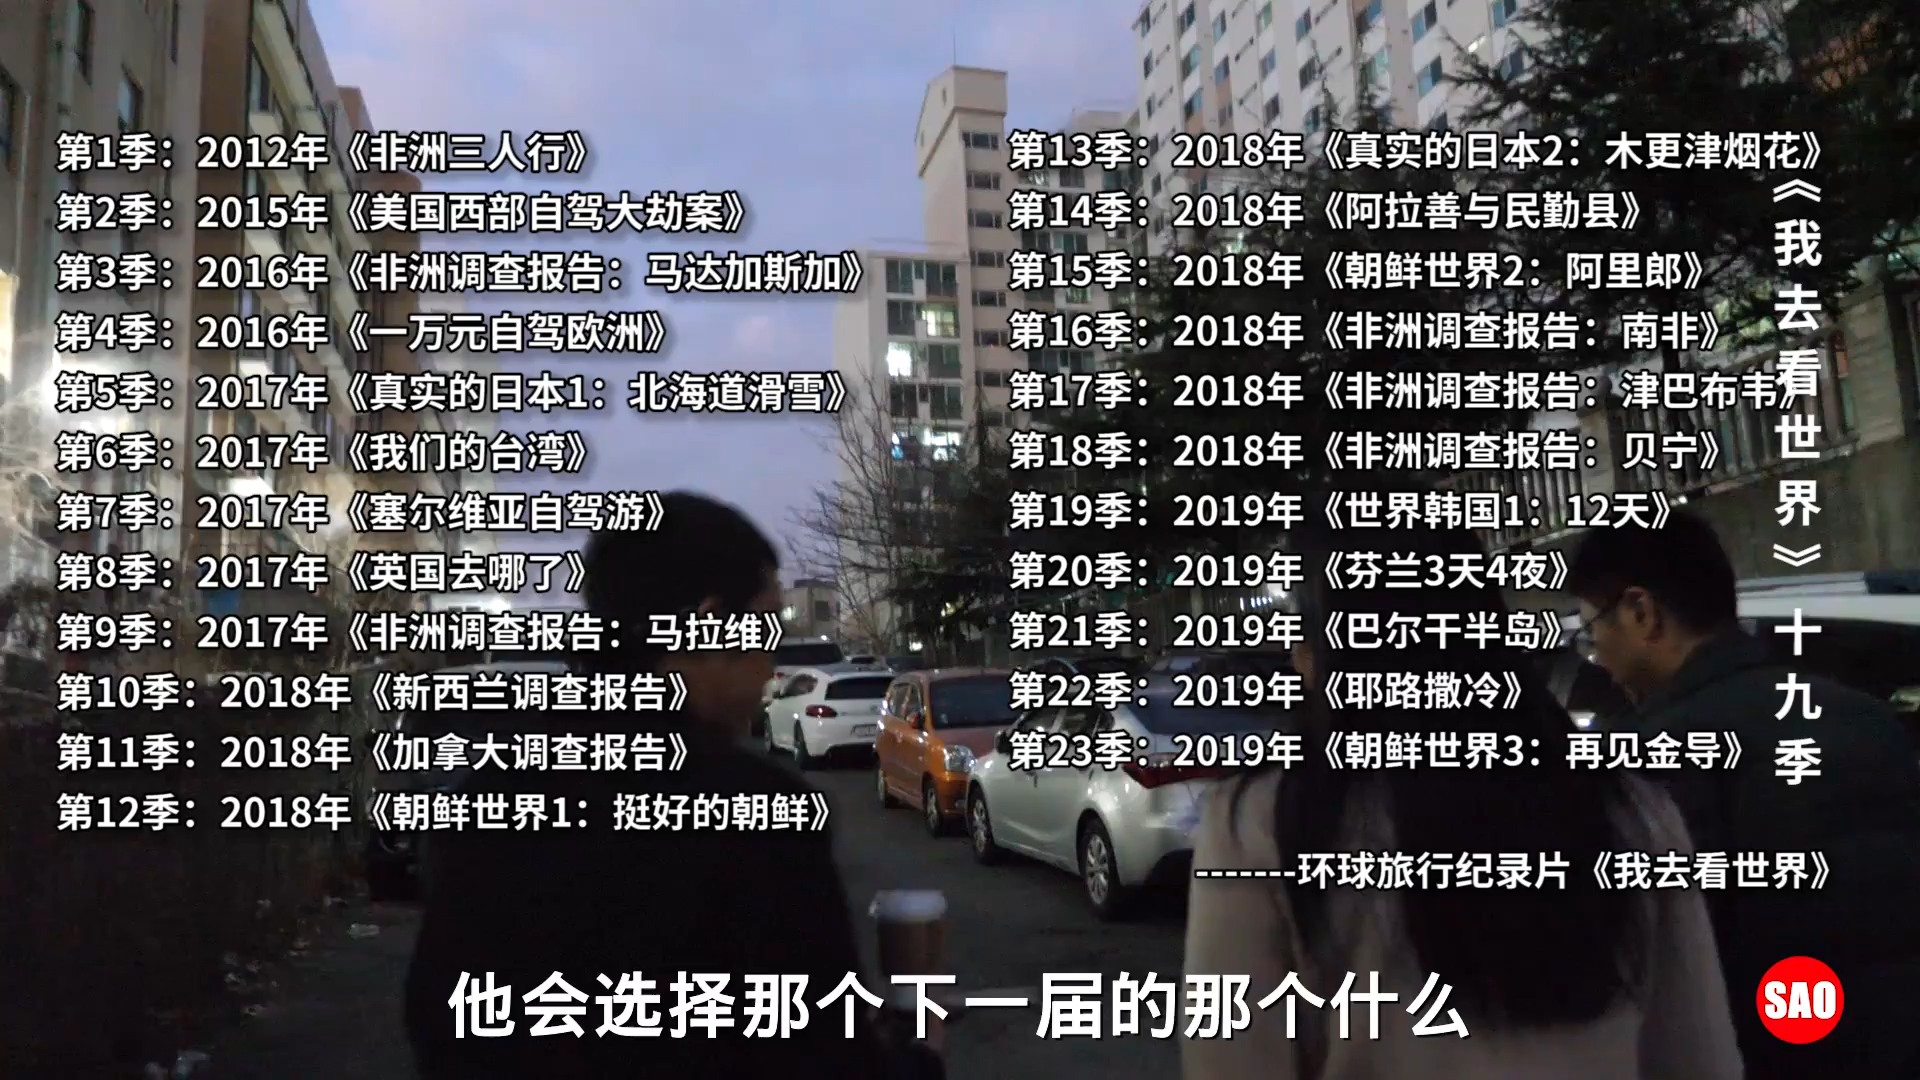 第1季：2012年《非洲三人行》
第2季：2015年《美国西部自驾大劫案》
第3季：2016年《非洲调查报告：马达加斯加》
第4季：2016年《一万元自驾欧洲》
第5季：2017年《真实的日本1：北海道滑雪》
第6季：2017年《我们的台湾》
第7季：2017年《塞尔维亚自驾游》
第8季：2017年《英国去哪了》
第9季：2017年《非洲调查报告：马拉维》
第10季：2018年《新西兰调查报告》
第11季：2018年《加拿大调查报告》
第12季：2018年《朝鲜世界1：挺好的朝鲜》
第13季：2018年《真实的日本2：木更津烟花》
第14季：2018年《阿拉善与民勤县》
第15季：2018年《朝鲜世界2：阿里郎》
第16季：2018年《非洲调查报告：南非》
第17季：2018年《非洲调查报告：津巴布韦》
第18季：2018年《非洲调查报告：贝宁》
第19季：2019年《世界韩国1：12天》
第20季：2019年《芬兰3天4夜》
第21季：2019年《巴尔干半岛》
第22季：2019年《耶路撒冷》
第23季：2019年《朝鲜世界3：再见金导》
《我去看世界》十九季
-------环球旅行纪录片《我去看世界》
他会选择那个下一届的那个什么
SAO